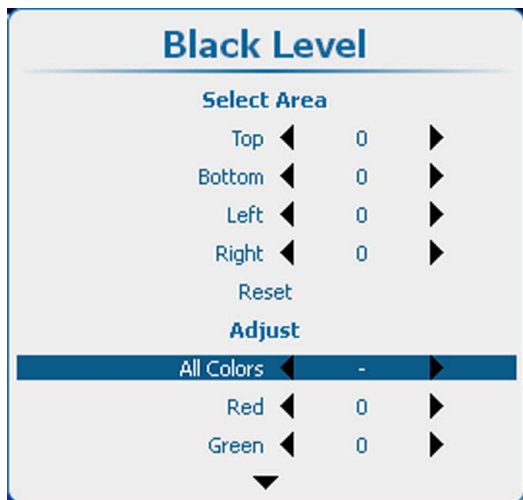 Black Level
Select Area
Top 0
Bottom 0
Left 0
Right 0
Reset
Adjust
All Colors -
Red 0
Green 0